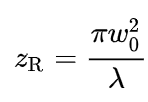 z_R = πw_0^2 / λ